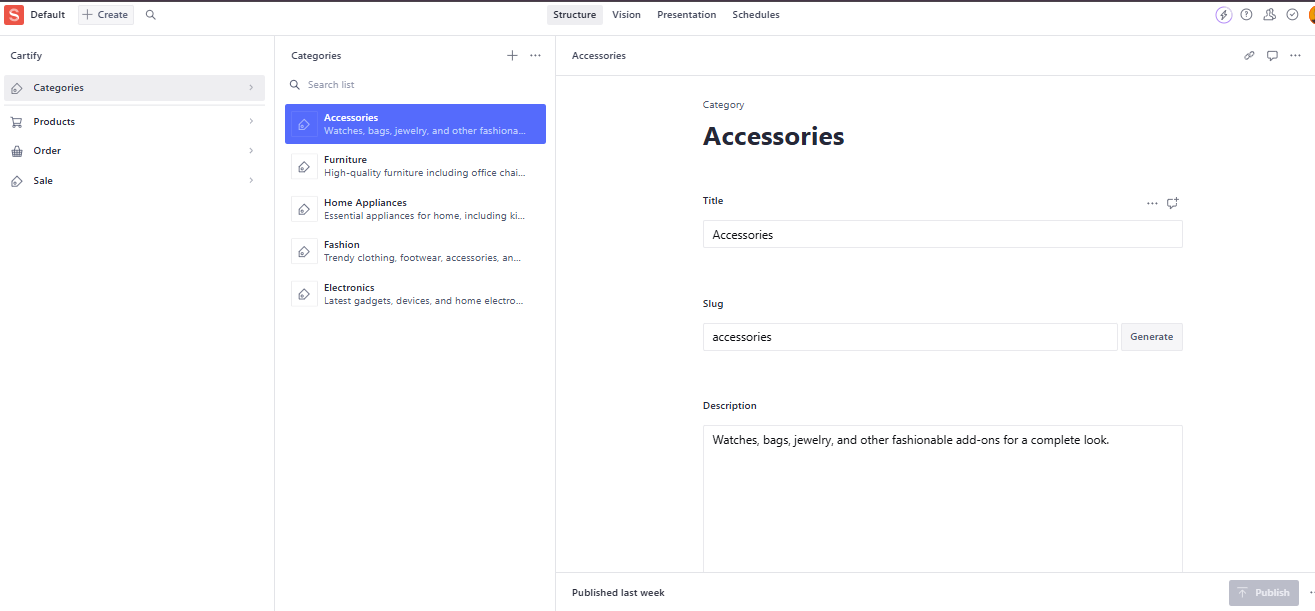 S Default + Create Structure Vision Presentation Schedules
Cartify
Categories
Products
Order
Sale
Categories
Search list
Accessories
Watches, bags, jewelry, and other fashiona...
Furniture
High-quality furniture including office chai...
Home Appliances
Essential appliances for home, including ki...
Fashion
Trendy clothing, footwear, accessories, an...
Electronics
Latest gadgets, devices, and home electro...
Accessories
Category
Accessories
Title
Accessories
Slug
accessories
Generate
Description
Watches, bags, jewelry, and other fashionable add-ons for a complete look.
Published last week
Publish